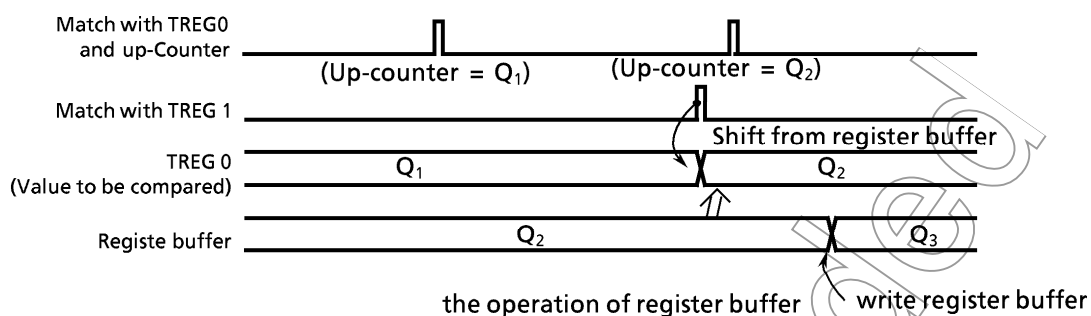 Match with TREG0
and up-Counter
(Up-counter = Q1)
(Up-counter = Q2)
Match with TREG 1
Shift from register buffer
TREG 0
(Value to be compared)
Q1
Q2
Registe buffer
Q2
Q3
the operation of register buffer
write register buffer